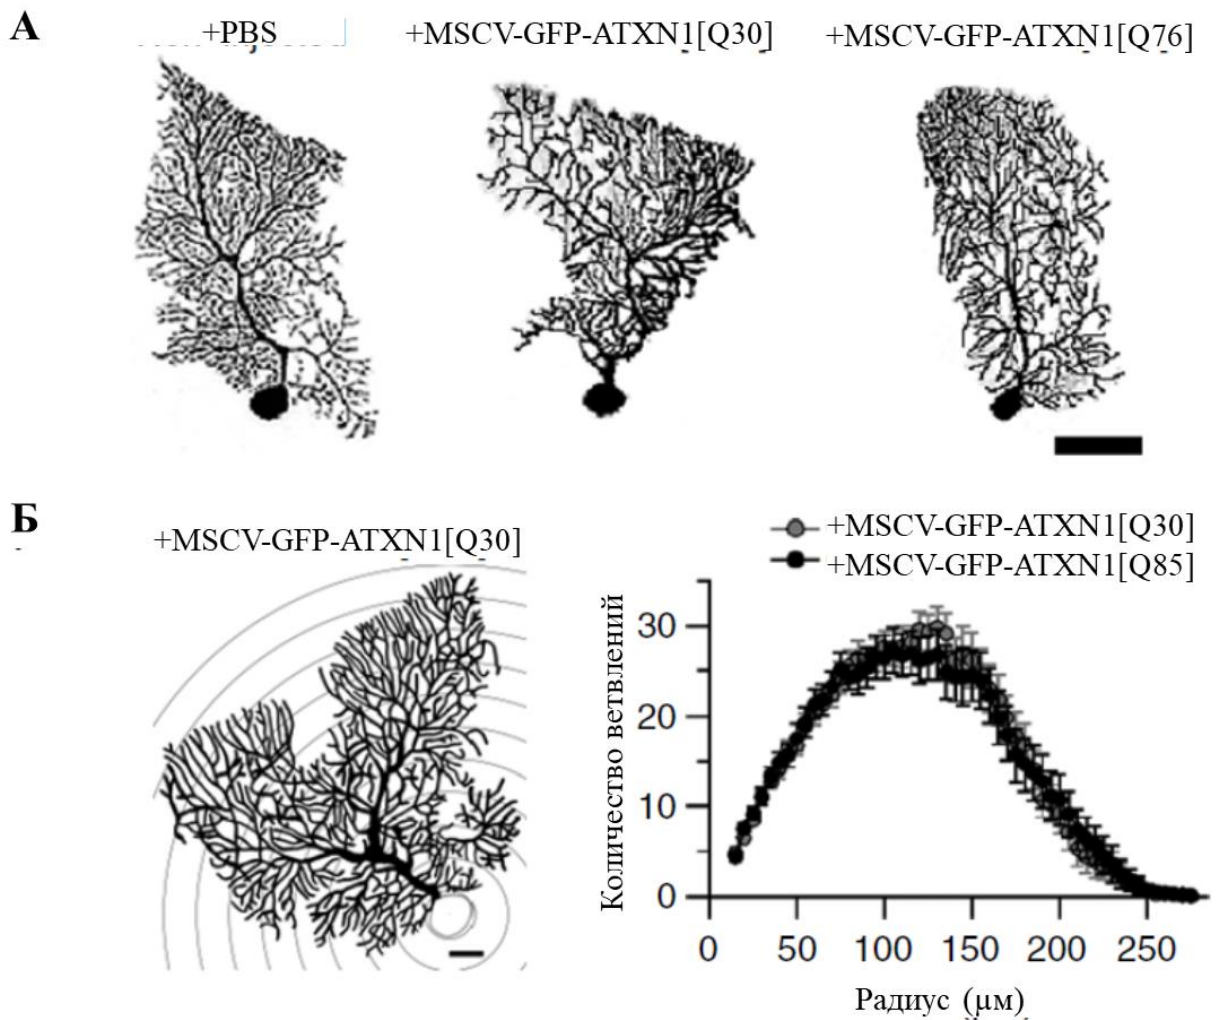 А
+PBS
+MSCV-GFP-ATXN1[Q30]
+MSCV-GFP-ATXN1[Q76]
Б
+MSCV-GFP-ATXN1[Q30]
+MSCV-GFP-ATXN1[Q30]
+MSCV-GFP-ATXN1[Q85]
Количество ветвлений
30
20
10
0
0 50 100 150 200 250
Радиус (μм)